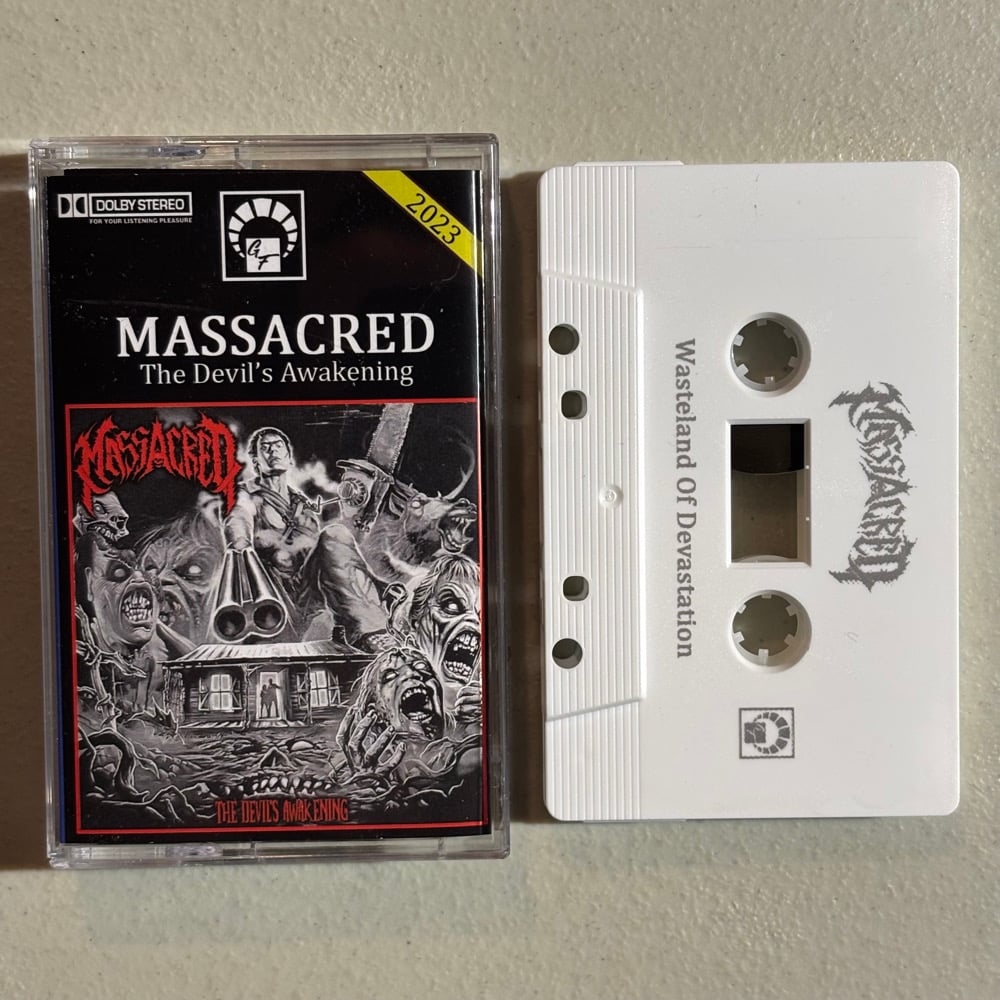 DOLBY STEREO
FOR YOUR LISTENING PLEASURE
GF
2023
MASSACRED
The Devil's Awakening
MASSACRED
THE DEVIL'S AWAKENING
MASSACRED
Wasteland Of Devastation